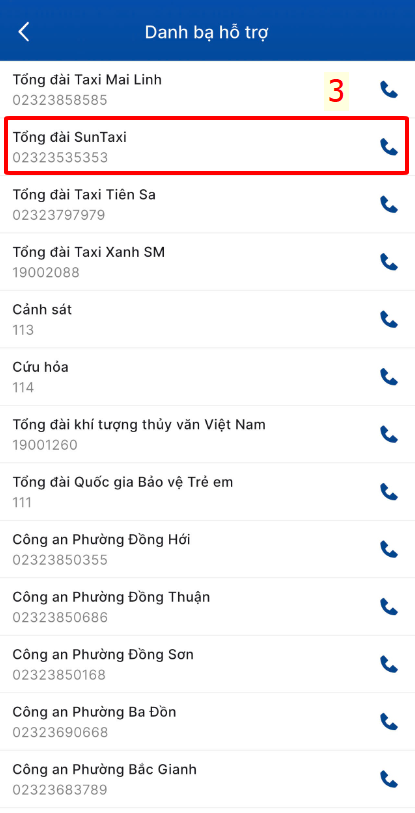 Danh bạ hỗ trợ
Tổng đài Taxi Mai Linh
02323858585
3
Tổng đài SunTaxi
02323535353
Tổng đài Taxi Tiên Sa
02323797979
Tổng đài Taxi Xanh SM
19002088
Cảnh sát
113
Cứu hỏa
114
Tổng đài khí tượng thủy văn Việt Nam
19001260
Tổng đài Quốc gia Bảo vệ Trẻ em
111
Công an Phường Đồng Hới
02323850355
Công an Phường Đồng Thuận
02323850686
Công an Phường Đồng Sơn
02323850168
Công an Phường Ba Đồn
02323690668
Công an Phường Bắc Gianh
02323683789